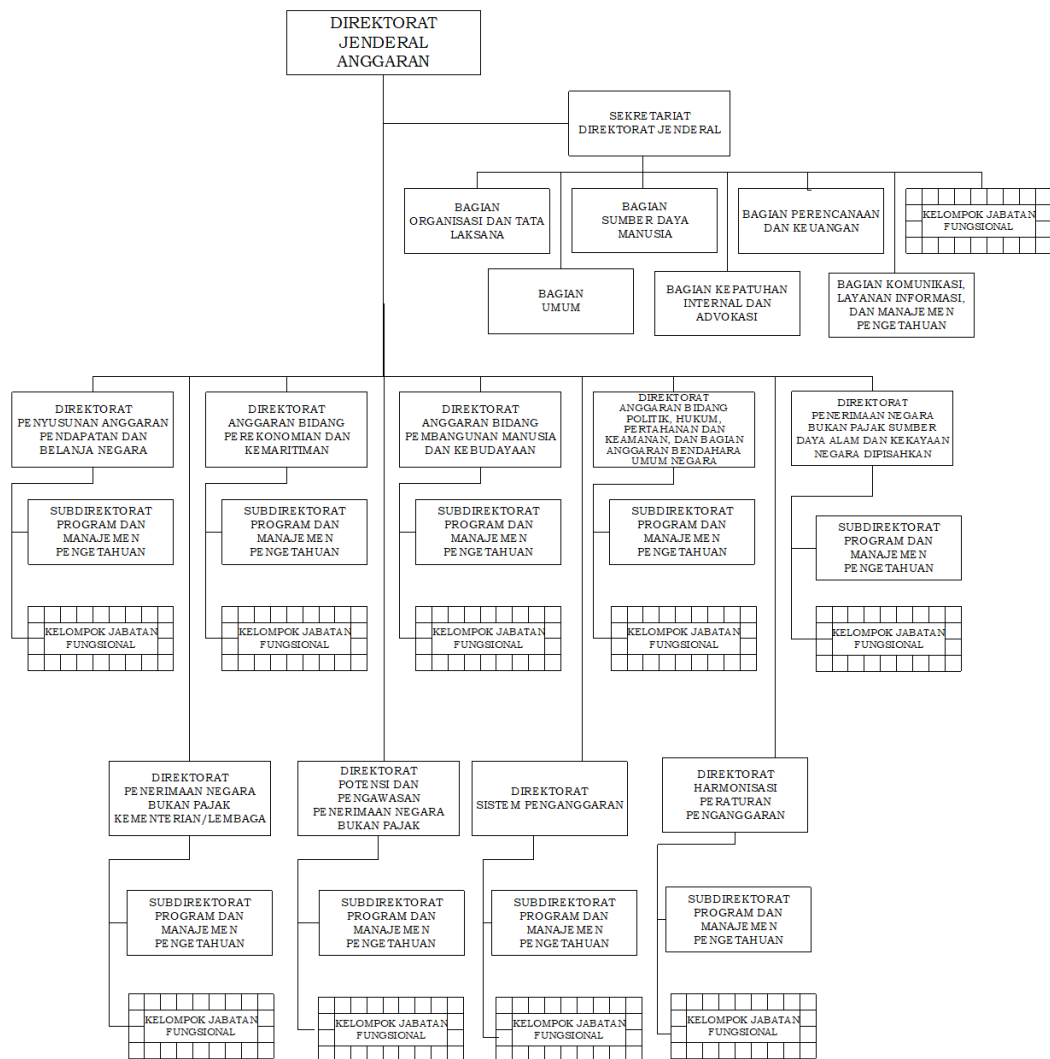 DIREKTORAT
JENDERAL
ANGGARAN
SEKRETARIAT
DIREKTORAT JENDERAL
BAGIAN
ORGANISASI DAN TATA
LAKSANA
BAGIAN
SUMBER DAYA
MANUSIA
BAGIAN PERENCANAAN
DAN KEUANGAN
KELOMPOK JABATAN
FUNGSIONAL
BAGIAN
UMUM
BAGIAN KEPATUHAN
INTERNAL DAN
ADVOKASI
BAGIAN KOMUNIKASI,
LAYANAN INFORMASI,
DAN MANAJEMEN
PENGETAHUAN
DIREKTORAT
PENYUSUNAN ANGGARAN
PENDAPATAN DAN
BELANJA NEGARA
DIREKTORAT
ANGGARAN BIDANG
PEREKONOMIAN DAN
KEMARITIMAN
DIREKTORAT
ANGGARAN BIDANG
PEMBANGUNAN MANUSIA
DAN KEBUDAYAAN
DIREKTORAT
ANGGARAN BIDANG
POLITIK, HUKUM,
PERTAHANAN DAN
KEAMANAN, DAN BAGIAN
ANGGARAN BENDAHARA
UMUM NEGARA
DIREKTORAT
PENERIMAAN NEGARA
BUKAN PAJAK SUMBER
DAYA ALAM DAN KEKAYAAN
NEGARA DIPISAHKAN
SUBDIREKTORAT
PROGRAM DAN
MANAJEMEN
PENGETAHUAN
SUBDIREKTORAT
PROGRAM DAN
MANAJEMEN
PENGETAHUAN
SUBDIREKTORAT
PROGRAM DAN
MANAJEMEN
PENGETAHUAN
SUBDIREKTORAT
PROGRAM DAN
MANAJEMEN
PENGETAHUAN
SUBDIREKTORAT
PROGRAM DAN
MANAJEMEN
PENGETAHUAN
KELOMPOK JABATAN
FUNGSIONAL
KELOMPOK JABATAN
FUNGSIONAL
KELOMPOK JABATAN
FUNGSIONAL
KELOMPOK JABATAN
FUNGSIONAL
KELOMPOK JABATAN
FUNGSIONAL
DIREKTORAT
PENERIMAAN NEGARA
BUKAN PAJAK
KEMENTERIAN/LEMBAGA
DIREKTORAT
POTENSI DAN
PENGAWASAN
PENERIMAAN NEGARA
BUKAN PAJAK
DIREKTORAT
SISTEM PENGANGGARAN
DIREKTORAT
HARMONISASI
PERATURAN
PENGANGGARAN
SUBDIREKTORAT
PROGRAM DAN
MANAJEMEN
PENGETAHUAN
SUBDIREKTORAT
PROGRAM DAN
MANAJEMEN
PENGETAHUAN
SUBDIREKTORAT
PROGRAM DAN
MANAJEMEN
PENGETAHUAN
SUBDIREKTORAT
PROGRAM DAN
MANAJEMEN
PENGETAHUAN
KELOMPOK JABATAN
FUNGSIONAL
KELOMPOK JABATAN
FUNGSIONAL
KELOMPOK JABATAN
FUNGSIONAL
KELOMPOK JABATAN
FUNGSIONAL